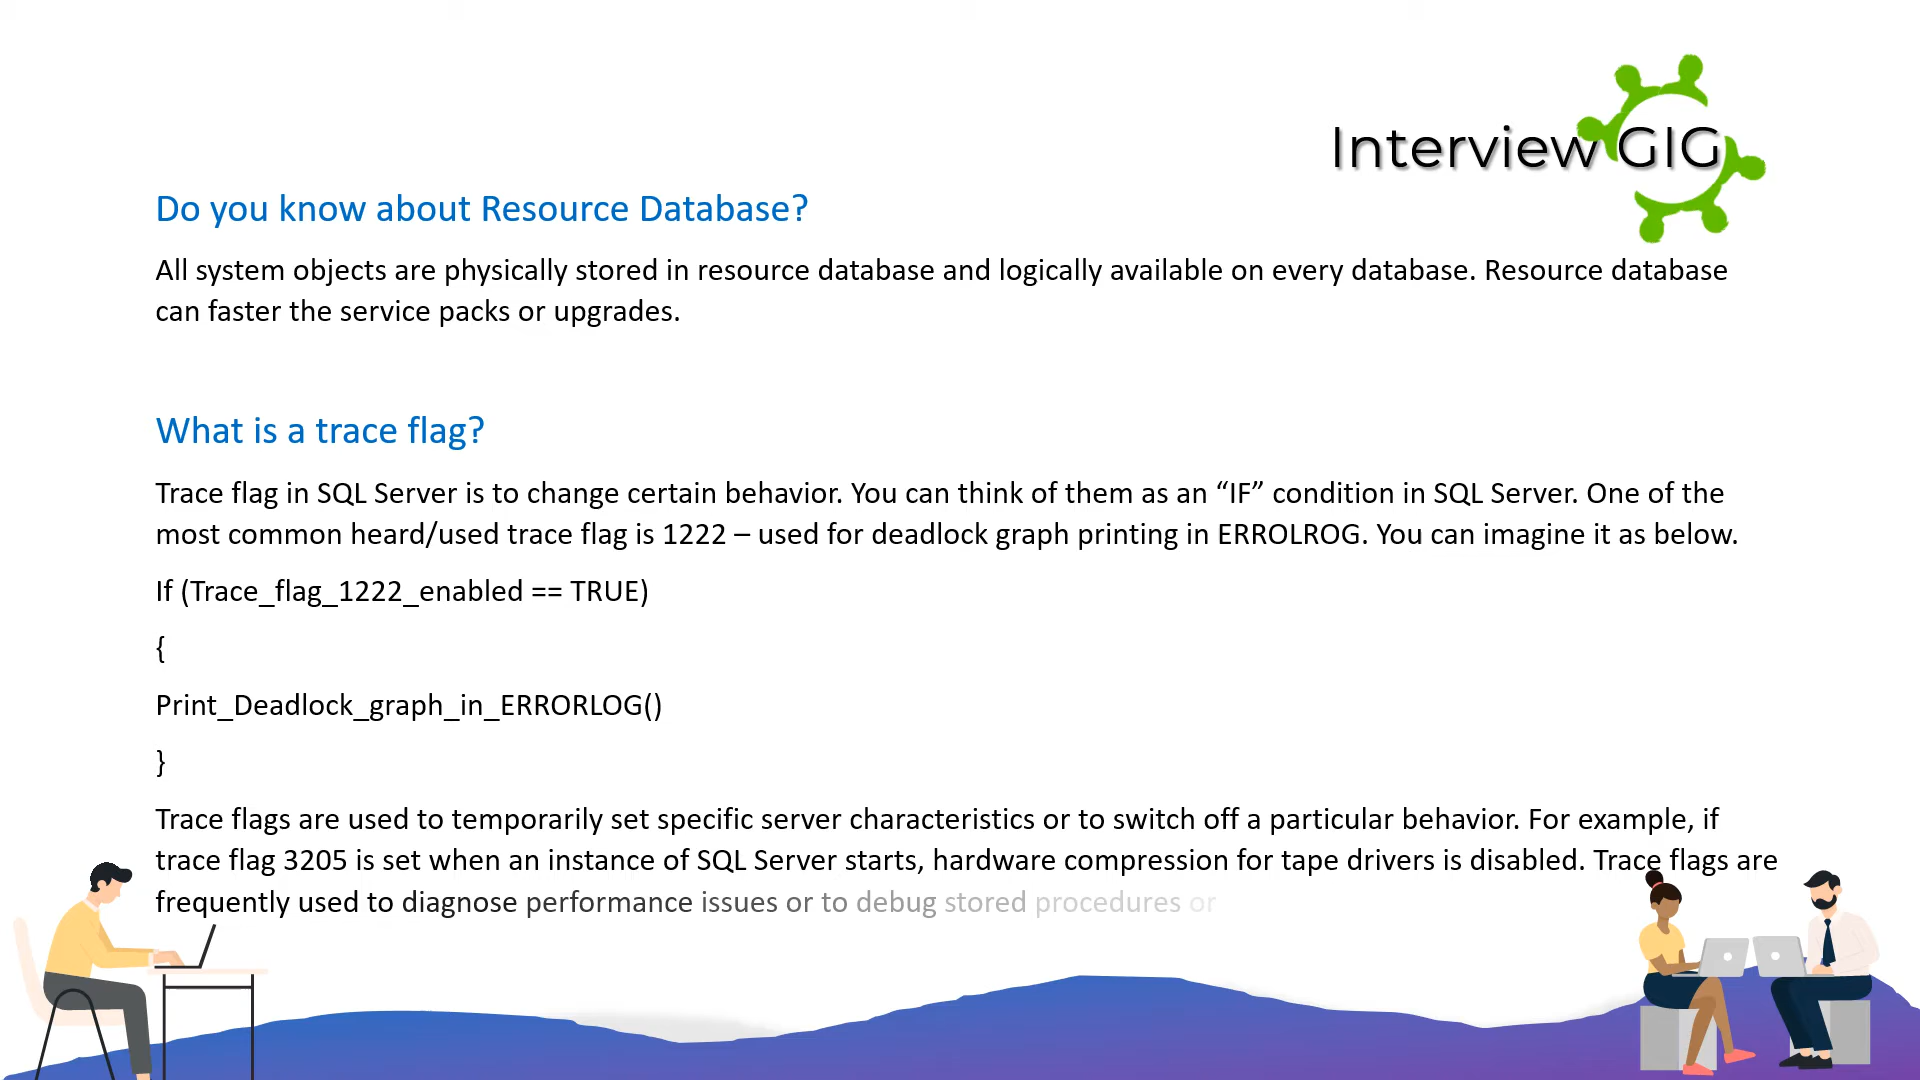 Interview GIG
Do you know about Resource Database?
All system objects are physically stored in resource database and logically available on every database. Resource database
can faster the service packs or upgrades.
What is a trace flag?
Trace flag in SQL Server is to change certain behavior. You can think of them as an “IF” condition in SQL Server. One of the
most common heard/used trace flag is 1222 – used for deadlock graph printing in ERROLROG. You can imagine it as below.
If (Trace_flag_1222_enabled == TRUE)
{
Print_Deadlock_graph_in_ERRORLOG()
}
Trace flags are used to temporarily set specific server characteristics or to switch off a particular behavior. For example, if
trace flag 3205 is set when an instance of SQL Server starts, hardware compression for tape drivers is disabled. Trace flags are
frequently used to diagnose performance issues or to debug stored procedures or